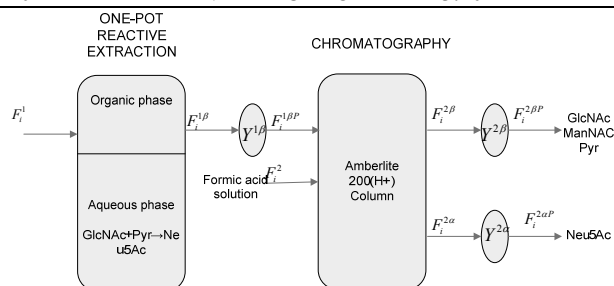 ONE-POT
REACTIVE
EXTRACTION
CHROMATOGRAPHY
F_i^1
Organic phase
F_i^{1β}
Y^{1β}
F_i^{1βP}
F_i^{2β}
Y^{2β}
F_i^{2βP}
GlcNAc
ManNAC
Pyr
Formic acid
solution
F_i^2
Amberlite
200(H+)
Column
Aqueous phase
GlcNAc+Pyr→Ne
u5Ac
F_i^{2α}
Y^{2α}
F_i^{2αP}
Neu5Ac